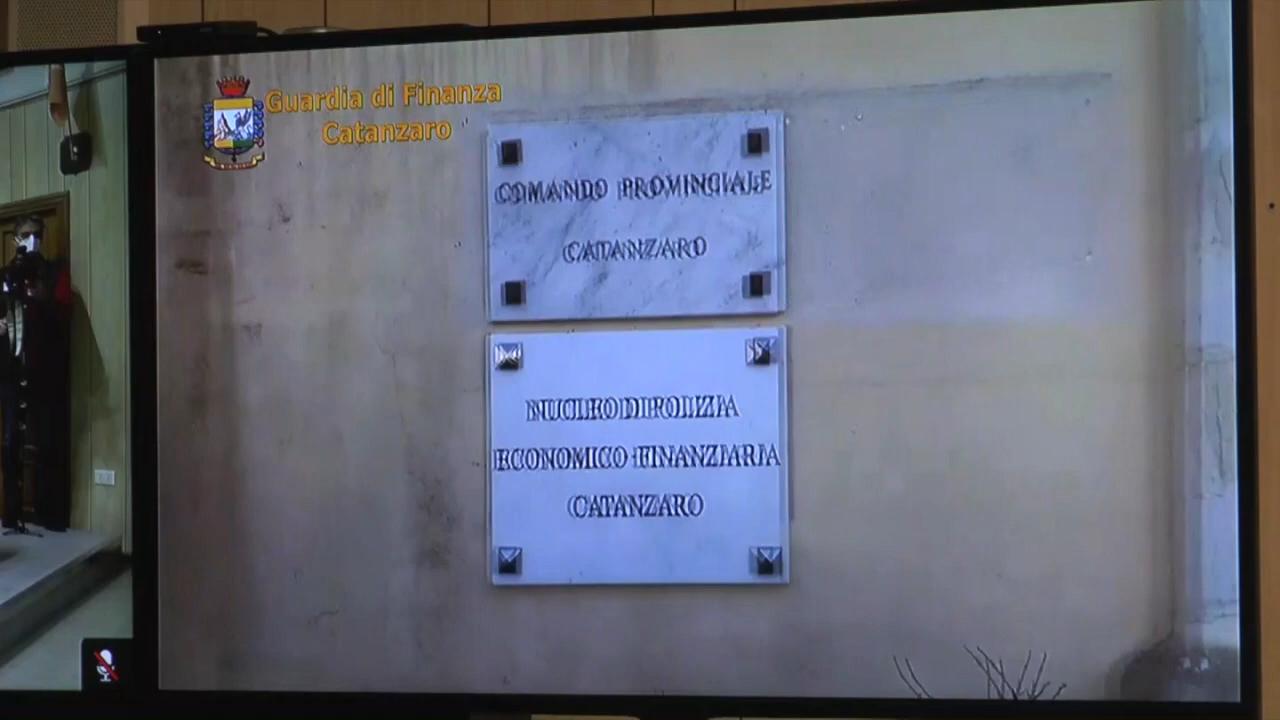 Guardia di Finanza
Catanzaro
COMANDO PROVINCIALE
CATANZARO
NUCLEO DI POLIZIA
ECONOMICO-FINANZIARIA
CATANZARO